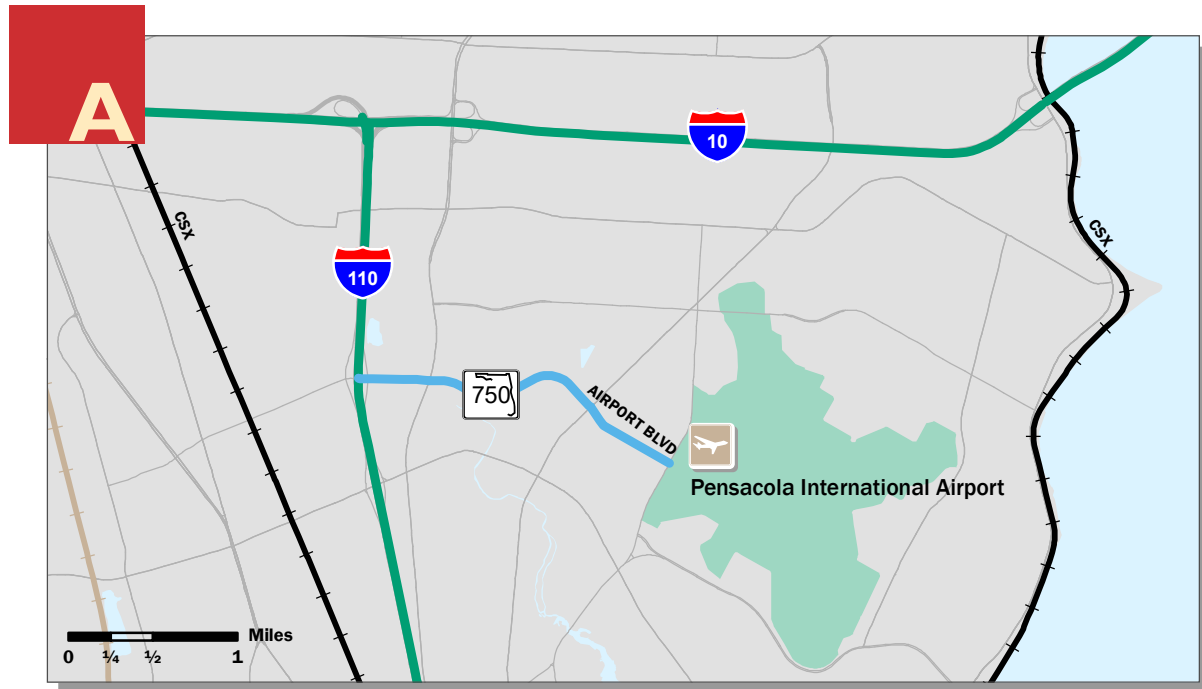 A
10
CSX
CSX
110
750
AIRPORT BLVD
Pensacola International Airport
Miles
0 ¼ ½ 1